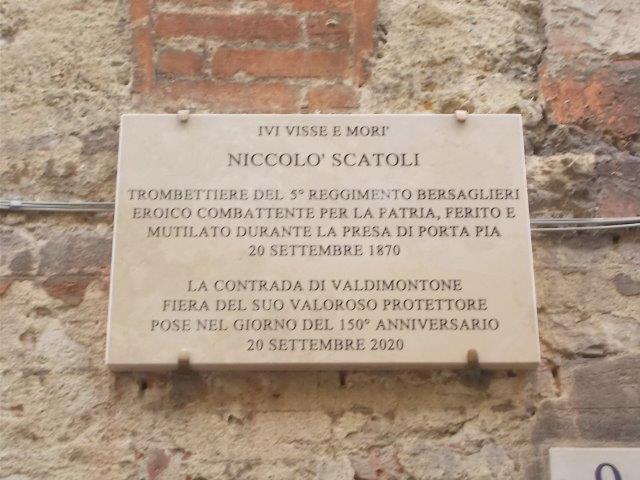 IVI VISSE E MORI'
NICCOLO' SCATOLI
TROMBETTIERE DEL 5° REGGIMENTO BERSAGLIERI
EROICO COMBATTENTE PER LA PATRIA, FERITO E
MUTILATO DURANTE LA PRESA DI PORTA PIA
20 SETTEMBRE 1870
LA CONTRADA DI VALDIMONTONE
FIERA DEL SUO VALOROSO PROTETTORE
POSE NEL GIORNO DEL 150° ANNIVERSARIO
20 SETTEMBRE 2020